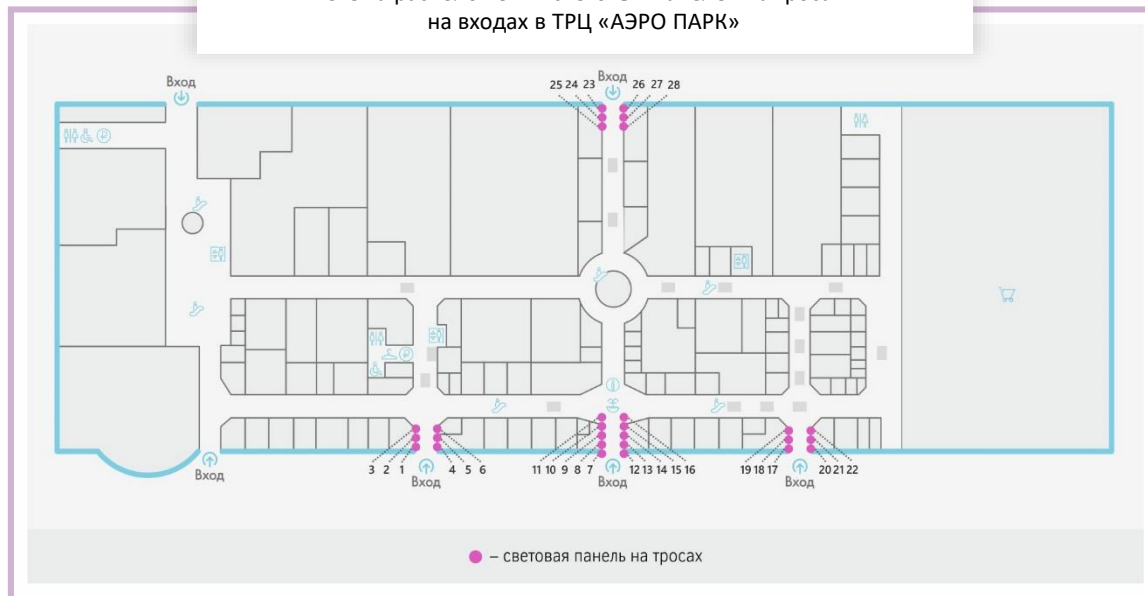 на входах в ТРЦ «АЭРО ПАРК»
Вход
Вход
25 24 23
26 27 28
3 2 1
4 5 6
11 10 9 8 7
12 13 14 15 16
19 18 17
20 21 22
Вход
Вход
Вход
Вход
– световая панель на тросах